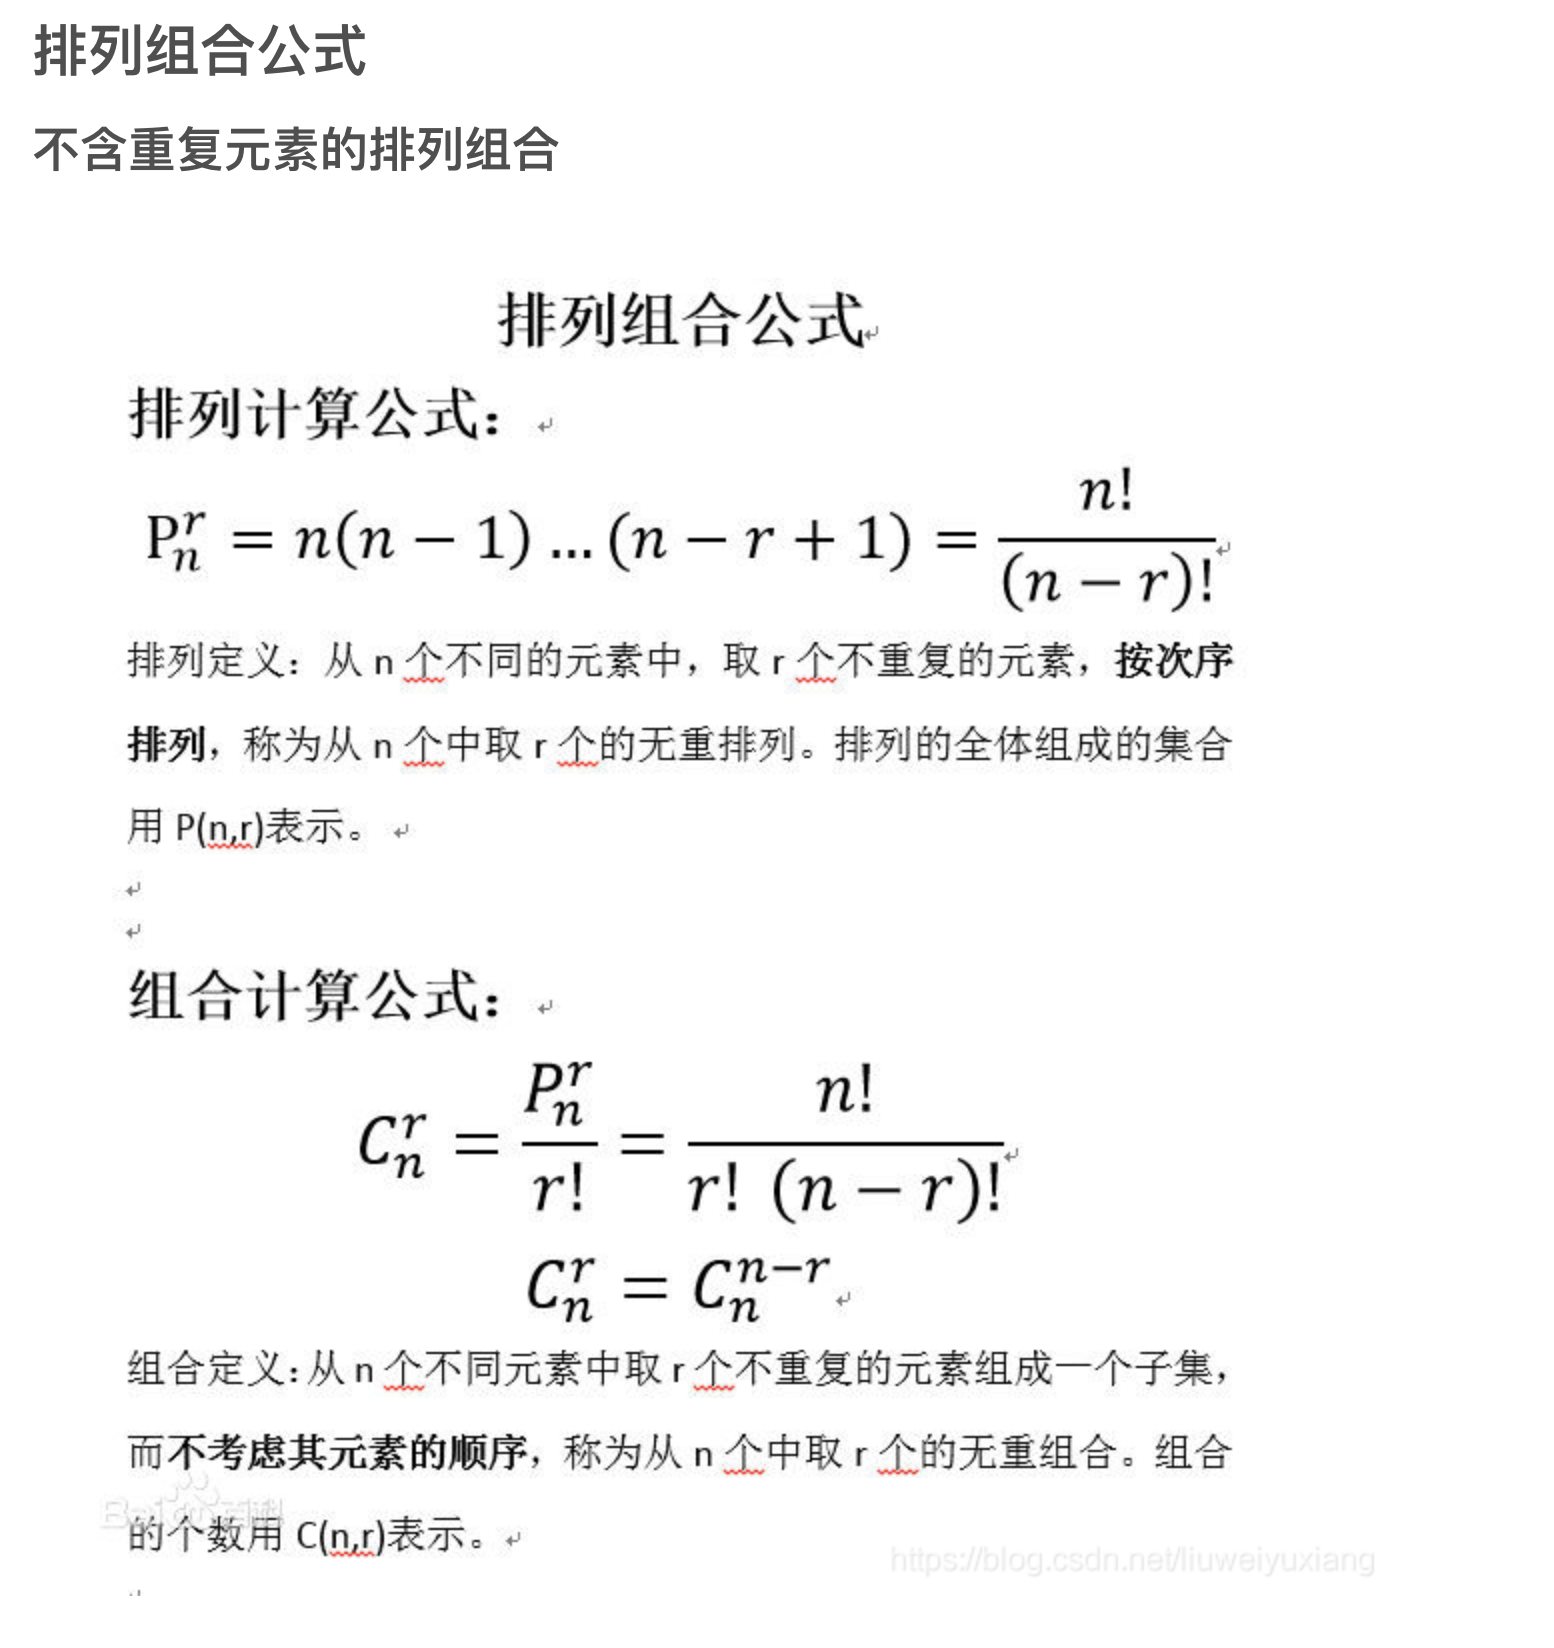 排列组合公式
不含重复元素的排列组合
排列组合公式
排列计算公式：
P_n^r = n(n − 1) … (n − r + 1) = n! / (n − r)!
排列定义：从 n 个不同的元素中，取 r 个不重复的元素，按次序
排列，称为从 n 个中取 r 个的无重排列。排列的全体组成的集合
用 P(n,r)表示。
组合计算公式：
C_n^r = P_n^r / r! = n! / r! (n − r)!
C_n^r = C_n^{n−r}
组合定义：从 n 个不同元素中取 r 个不重复的元素组成一个子集，
而不考虑其元素的顺序，称为从 n 个中取 r 个的无重组合。组合
Bai百科
的个数用 C(n,r)表示。
https://blog.csdn.net/liuweiyuxiang